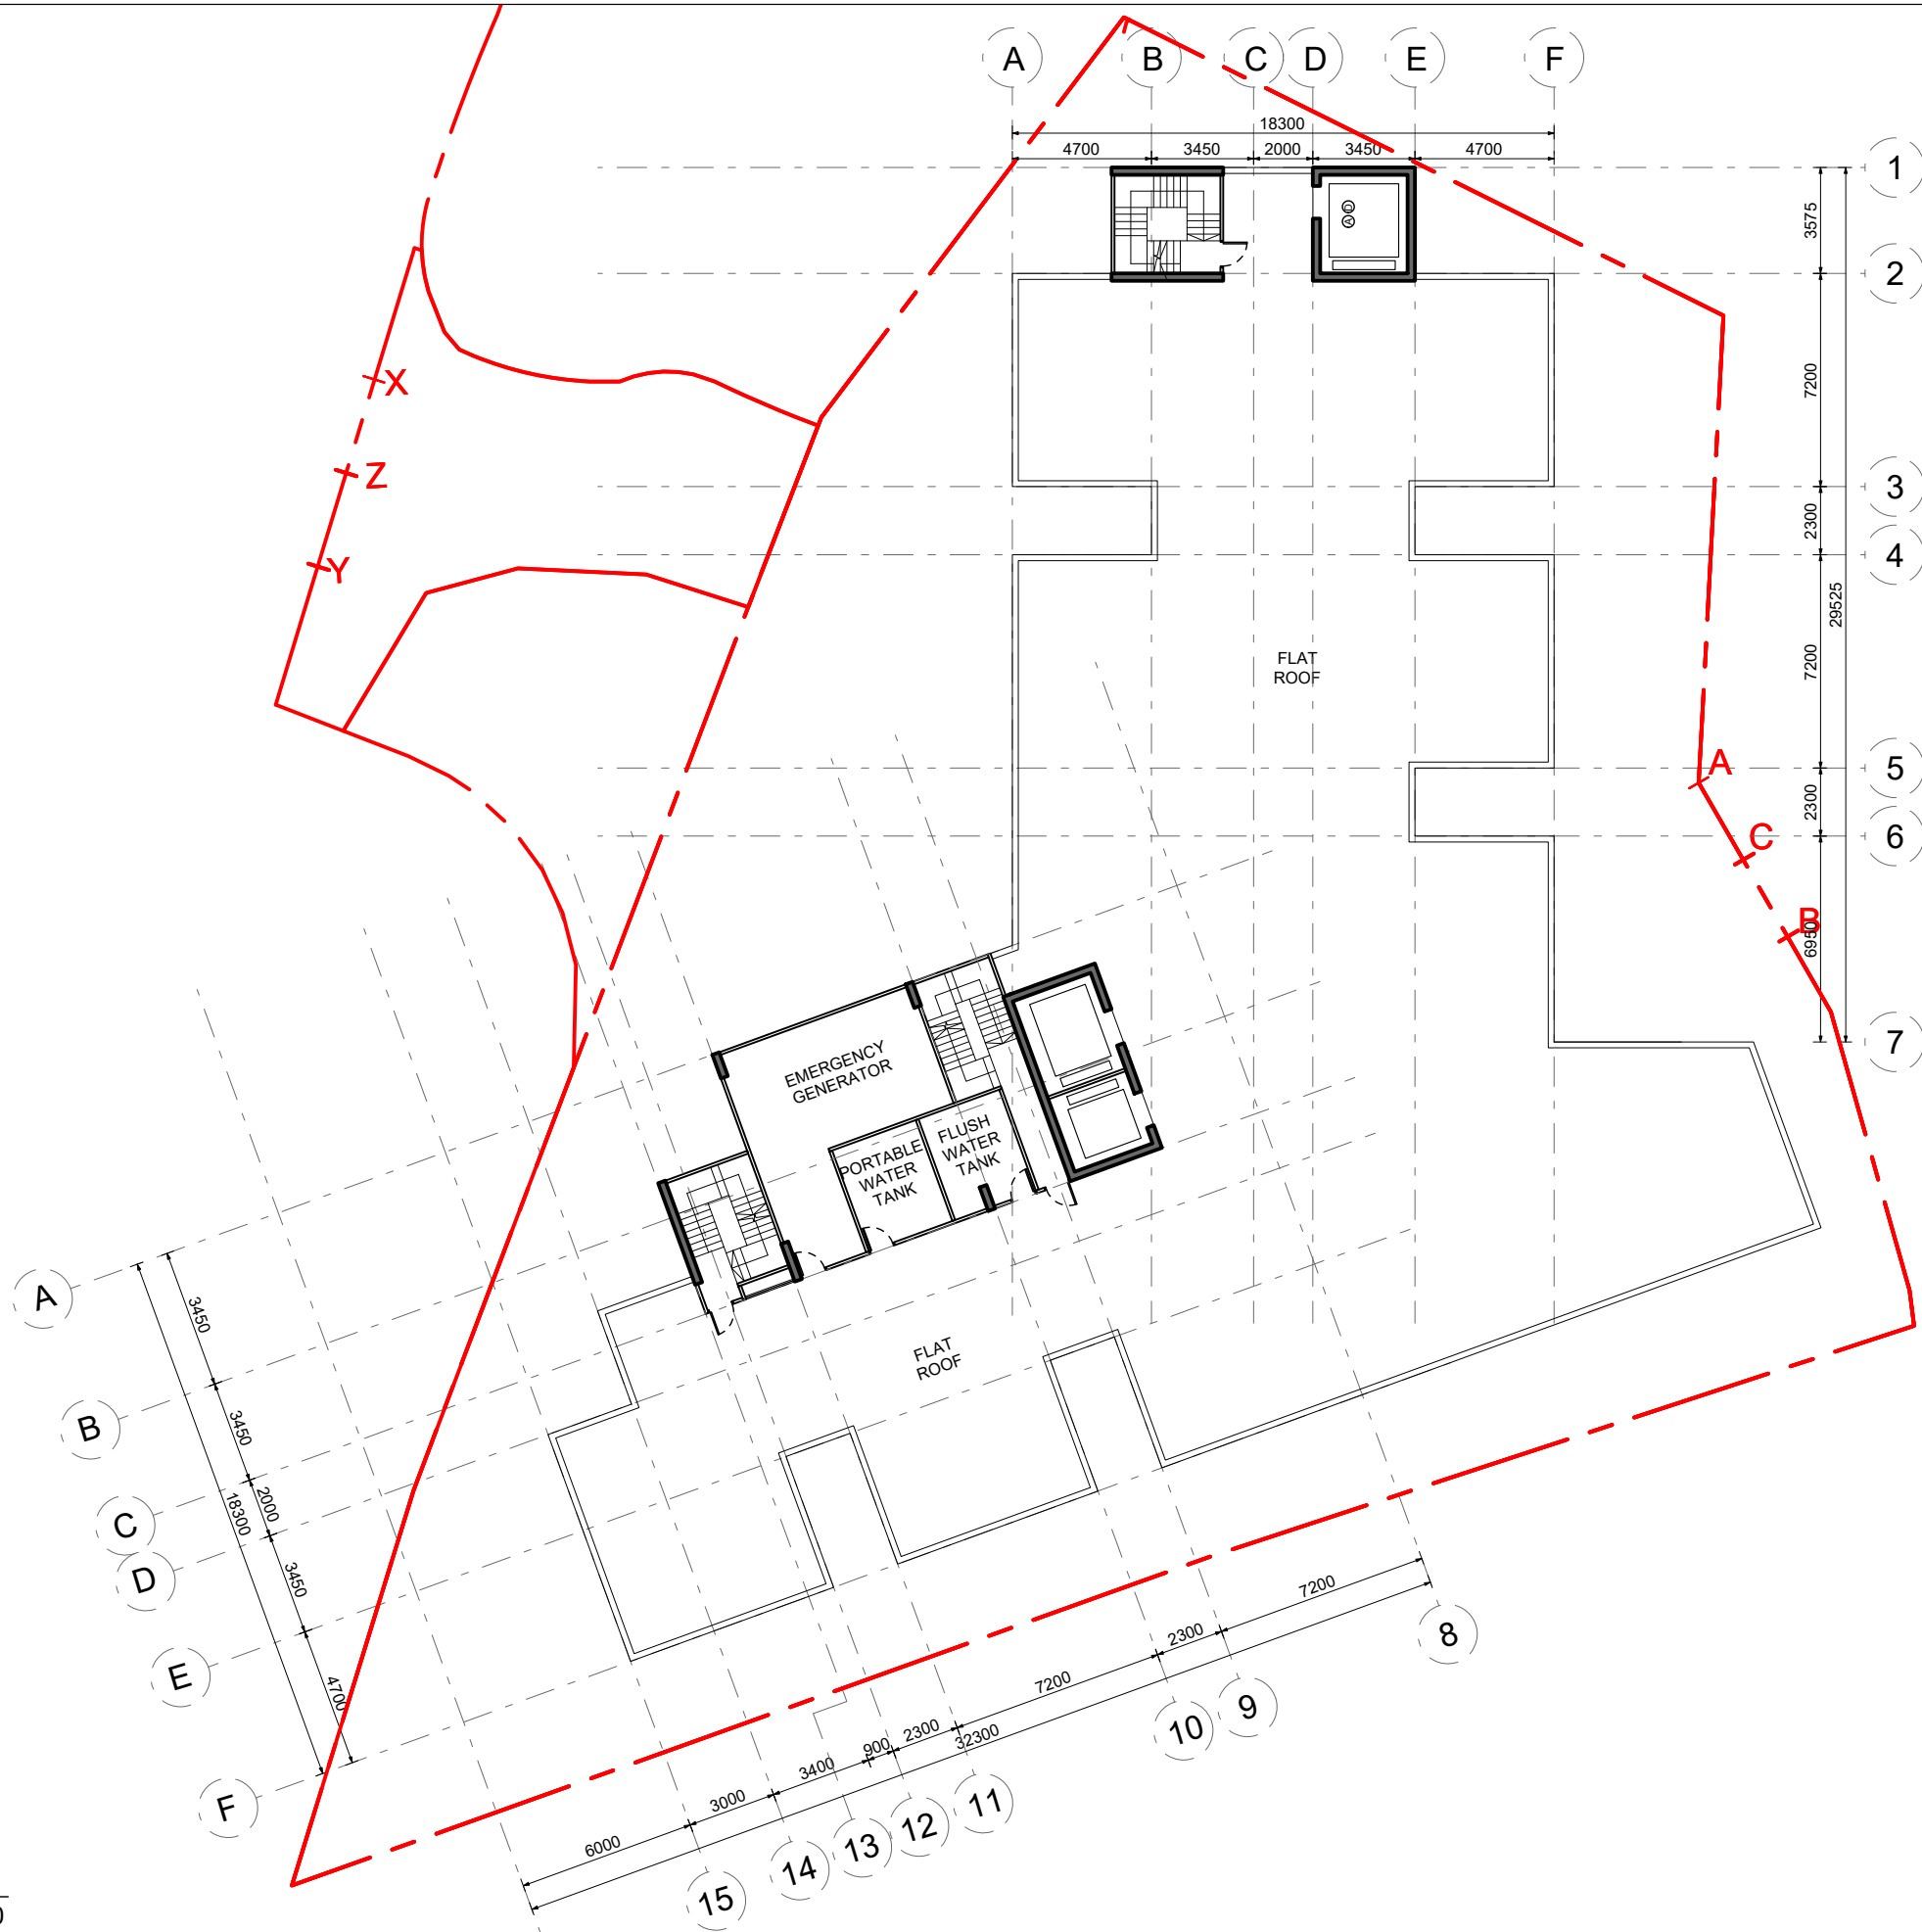 A B C D E F
18300
4700 3450 2000 3450 4700
1
3575
A
D
2
7200
X
Z
3
2300
4
Y
29525
FLAT
ROOF
7200
A
5
2300
C
6
B
6950
7
EMERGENCY
GENERATOR
FLUSH
WATER
TANK
PORTABLE
WATER
TANK
A
3450
FLAT
ROOF
B
3450
C
2000
18300
D
3450
E
4700
F
7200
8
2300
9
7200
10
2300
32300
11
900
12
3400
13
3000
14
6000
15